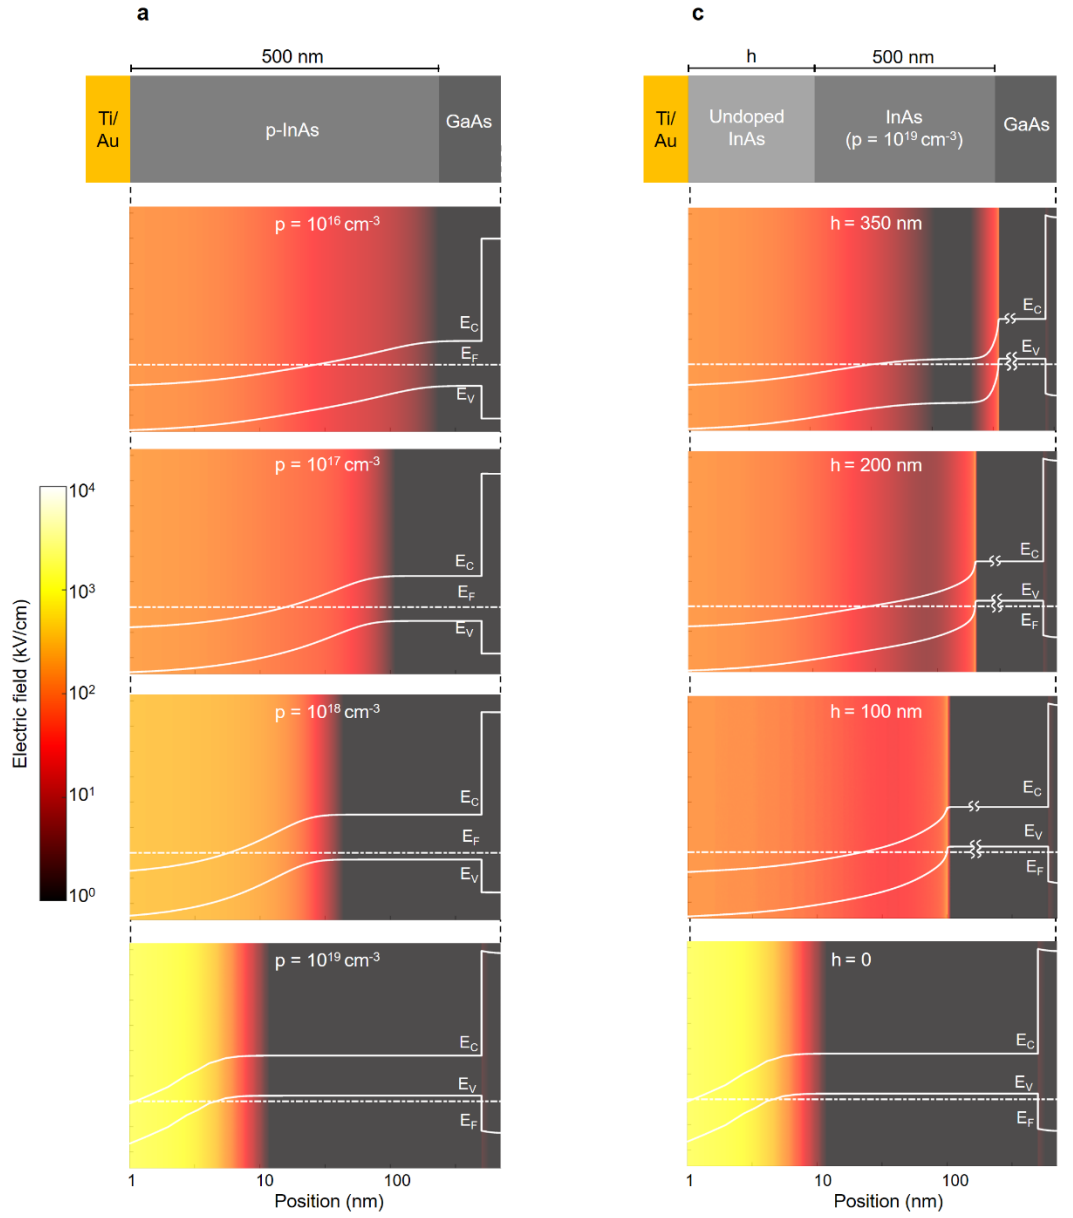 a
500 nm
Ti/
Au
p-InAs
GaAs
p = 10¹⁶ cm⁻³
E_C
E_F
E_V
p = 10¹⁷ cm⁻³
E_C
E_F
E_V
p = 10¹⁸ cm⁻³
E_C
E_F
E_V
p = 10¹⁹ cm⁻³
E_C
E_V
E_F
1
10
100
Position (nm)
Electric field (kV/cm)
10⁴
10³
10²
10¹
10⁰
c
h
500 nm
Ti/
Au
Undoped
InAs
InAs
(p = 10¹⁹ cm⁻³)
GaAs
h = 350 nm
E_C
E_V
h = 200 nm
E_C
E_V
E_F
h = 100 nm
E_C
E_V
E_F
h = 0
E_C
E_V
E_F
1
10
100
Position (nm)